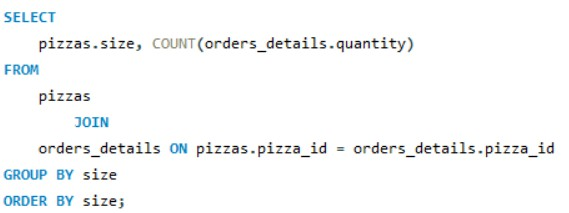 SELECT
pizzas.size, COUNT(orders_details.quantity)
FROM
pizzas
JOIN
orders_details ON pizzas.pizza_id = orders_details.pizza_id
GROUP BY size
ORDER BY size;